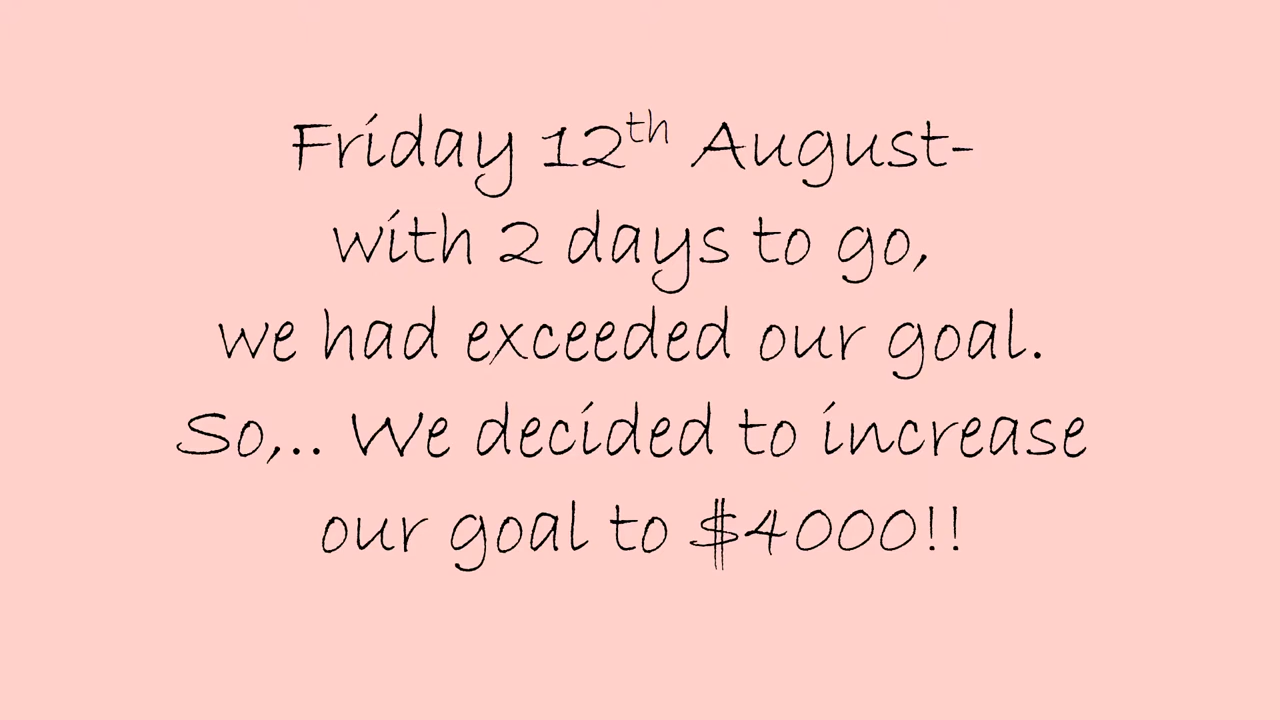 Friday 12th August-
with 2 days to go,
we had exceeded our goal.
So,.. We decided to increase
our goal to $4000!!